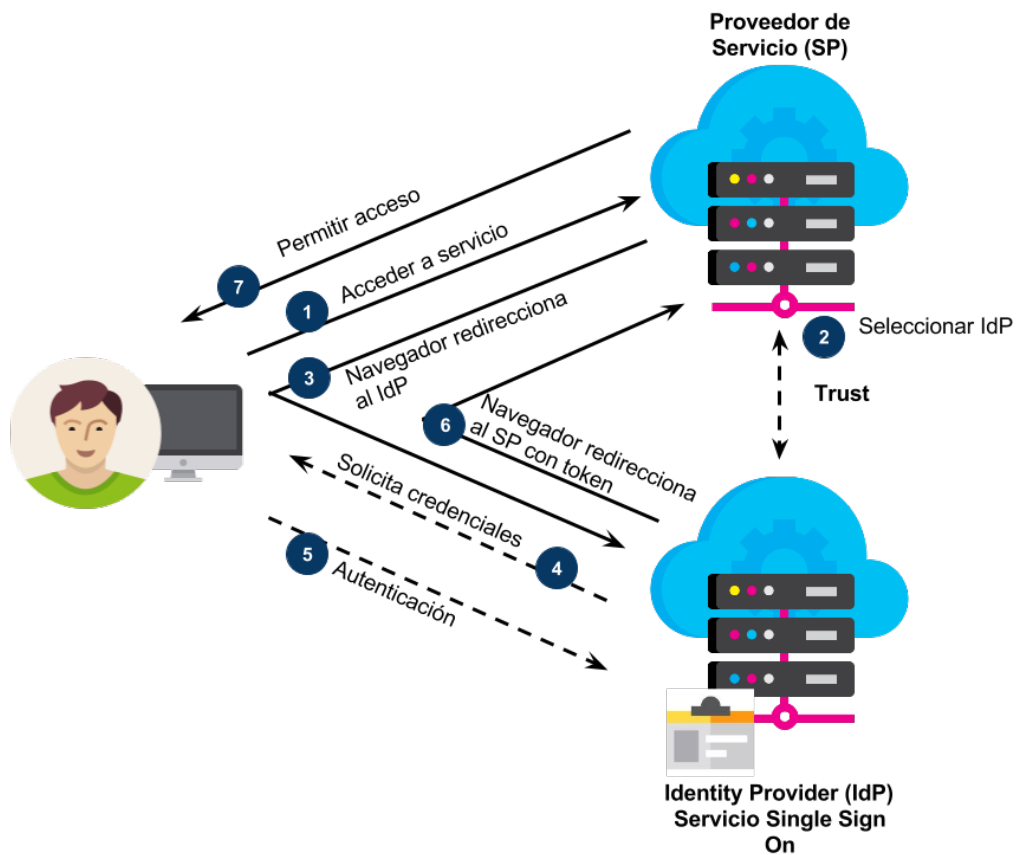 Proveedor de
Servicio (SP)
Permitir acceso
7
Acceder a servicio
1
2
Seleccionar IdP
Navegador redirecciona
al IdP
3
Trust
Navegador redirecciona
al SP con token
6
Solicita credenciales
4
5
Autenticación
Identity Provider (IdP)
Servicio Single Sign
On